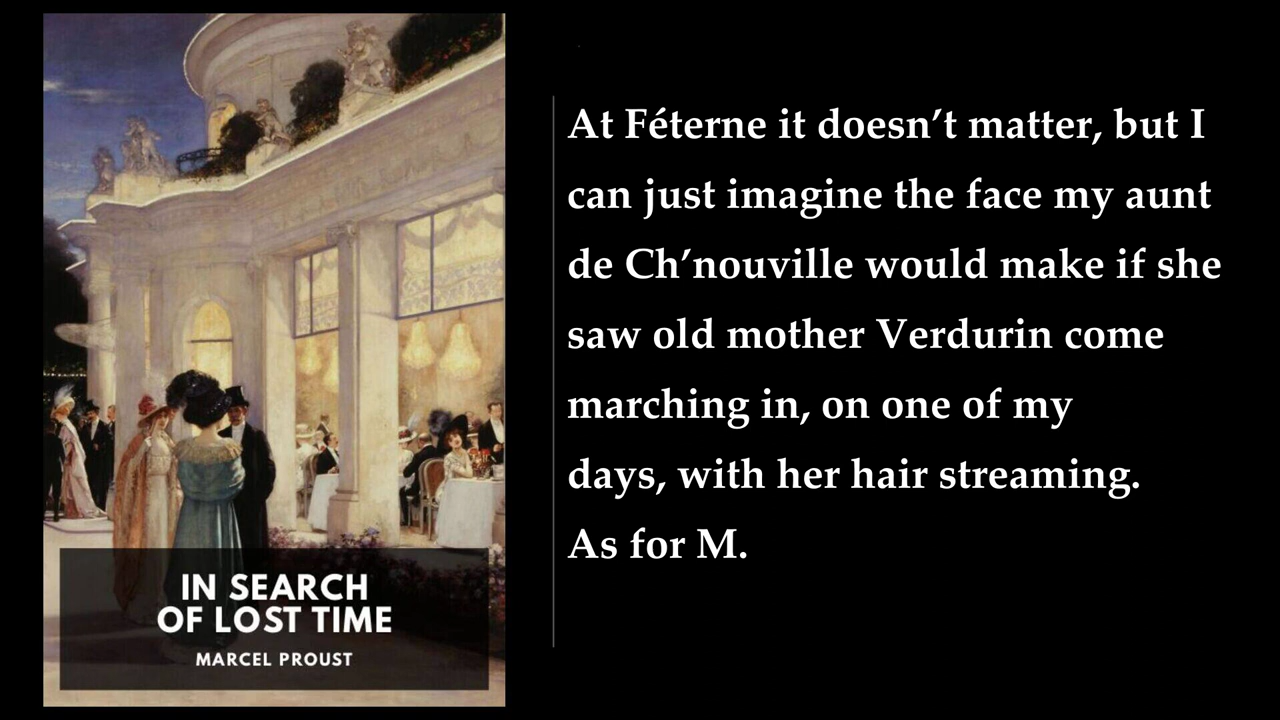 IN SEARCH
OF LOST TIME
MARCEL PROUST
At Féterne it doesn’t matter, but I
can just imagine the face my aunt
de Ch’nouville would make if she
saw old mother Verdurin come
marching in, on one of my
days, with her hair streaming.
As for M.